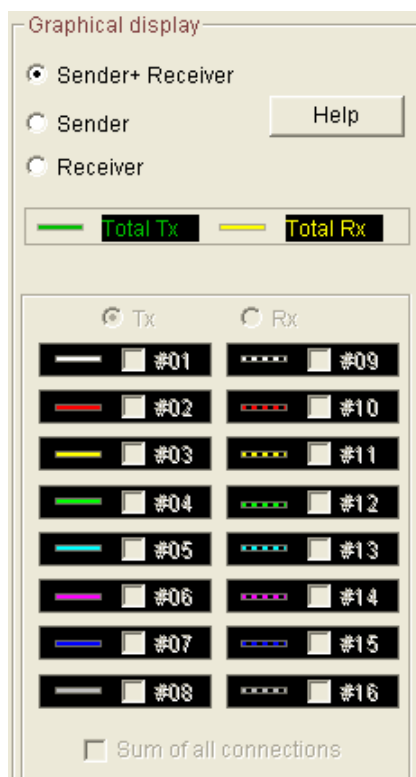 Graphical display
Sender+ Receiver
Help
Sender
Receiver
Total Tx Total Rx
Tx Rx
#01 #09
#02 #10
#03 #11
#04 #12
#05 #13
#06 #14
#07 #15
#08 #16
Sum of all connections